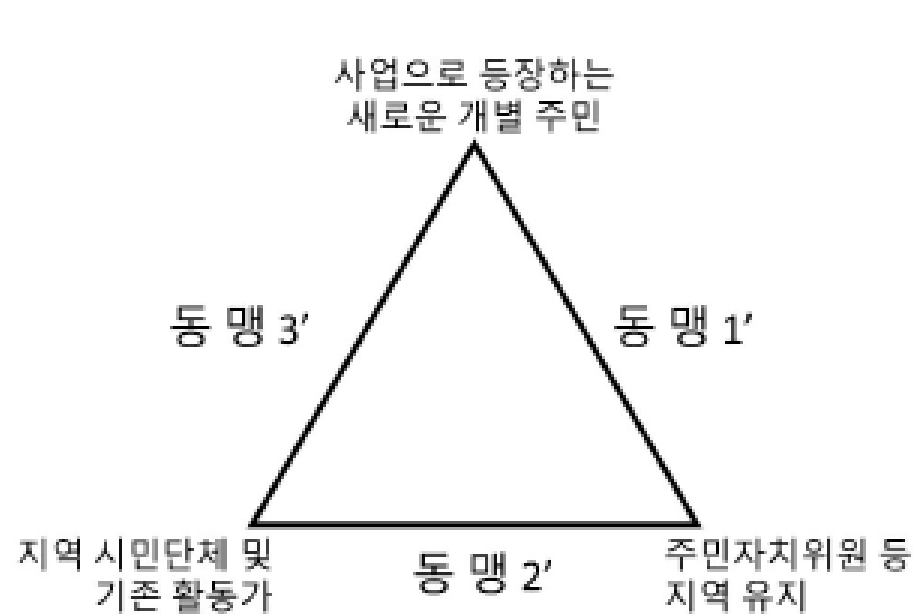 사업으로 등장하는
새로운 개별 주민
동 맹 3′
동 맹 1′
지역 시민단체 및
기존 활동가
동 맹 2′
주민자치위원 등
지역 유지